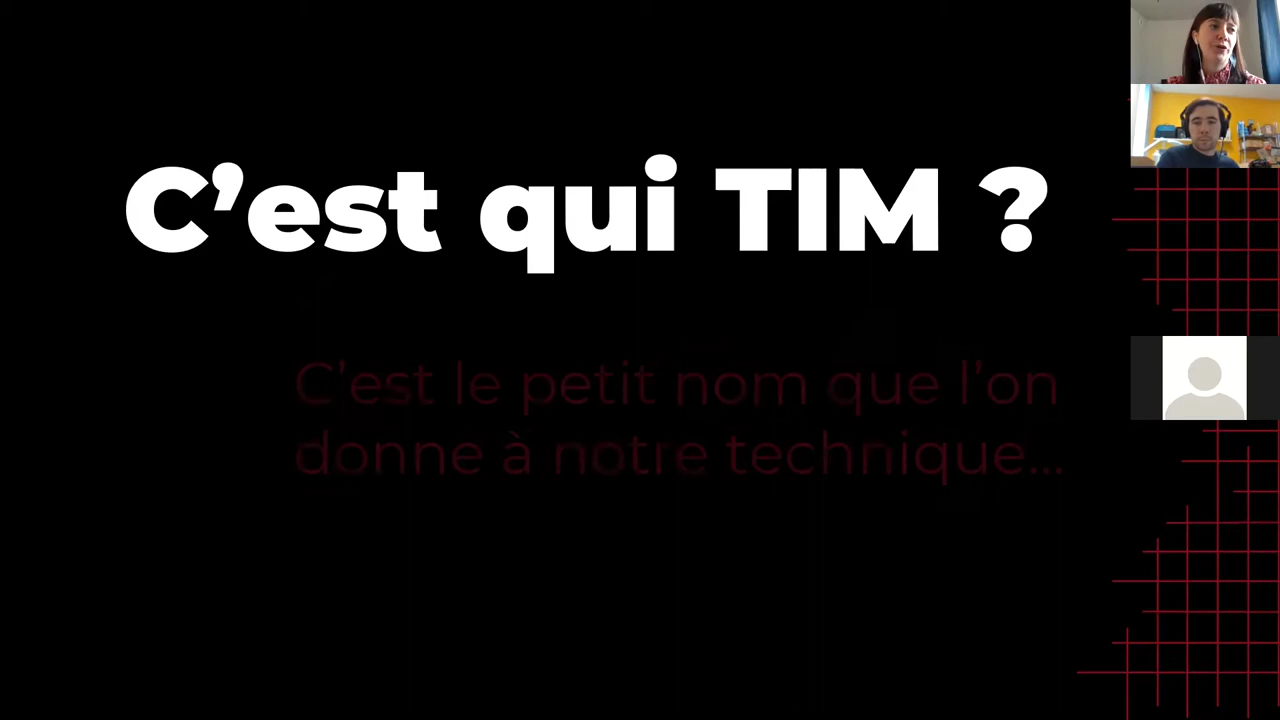 C’est qui TIM ?
C’est le petit nom que l’on
donne à notre technique...